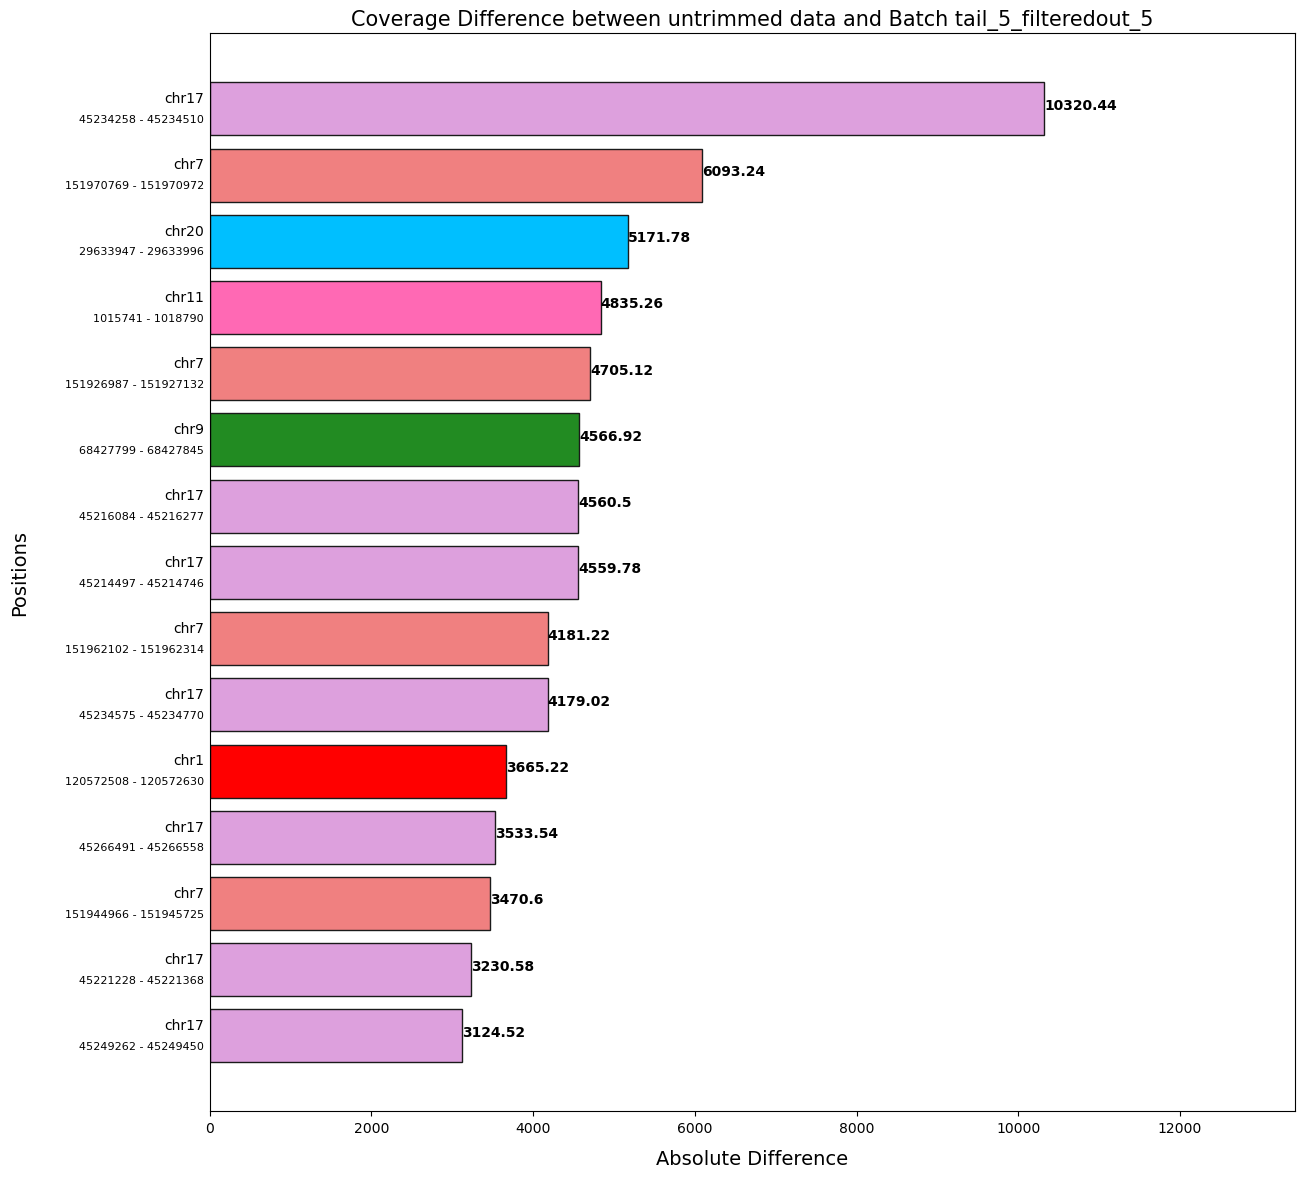 Coverage Difference between untrimmed data and Batch tail_5_filteredout_5
chr17
45234258 - 45234510
10320.44
chr7
151970769 - 151970972
6093.24
chr20
29633947 - 29633996
5171.78
chr11
1015741 - 1018790
4835.26
chr7
151926987 - 151927132
4705.12
chr9
68427799 - 68427845
4566.92
chr17
45216084 - 45216277
4560.5
chr17
45214497 - 45214746
4559.78
chr7
151962102 - 151962314
4181.22
chr17
45234575 - 45234770
4179.02
chr1
120572508 - 120572630
3665.22
chr17
45266491 - 45266558
3533.54
chr7
151944966 - 151945725
3470.6
chr17
45221228 - 45221368
3230.58
chr17
45249262 - 45249450
3124.52
Positions
0 2000 4000 6000 8000 10000 12000
Absolute Difference